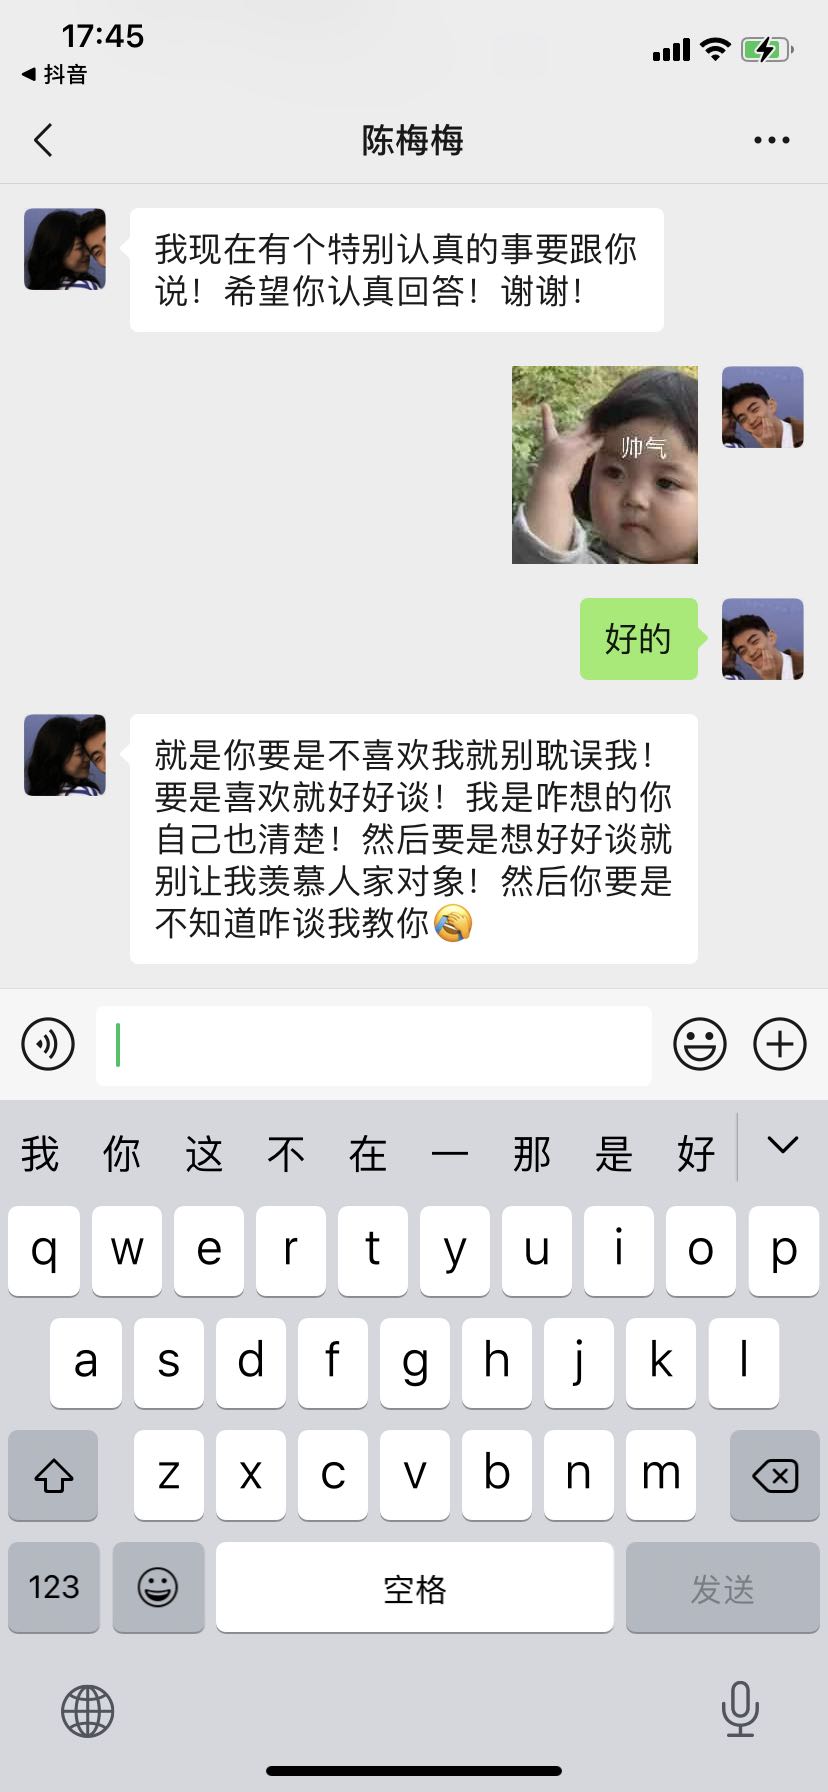 17:45
◀ 抖音
陈梅梅
我现在有个特别认真的事要跟你
说！希望你认真回答！谢谢！
帅气
好的
就是你要是不喜欢我就别耽误我！
要是喜欢就好好谈！我是咋想的你
自己也清楚！然后要是想好好谈就
别让我羡慕人家对象！然后你要是
不知道咋谈我教你🤣
我 你 这 不 在 一 那 是 好
q w e r t y u i o p
a s d f g h j k l
z x c v b n m
123 空格 发送